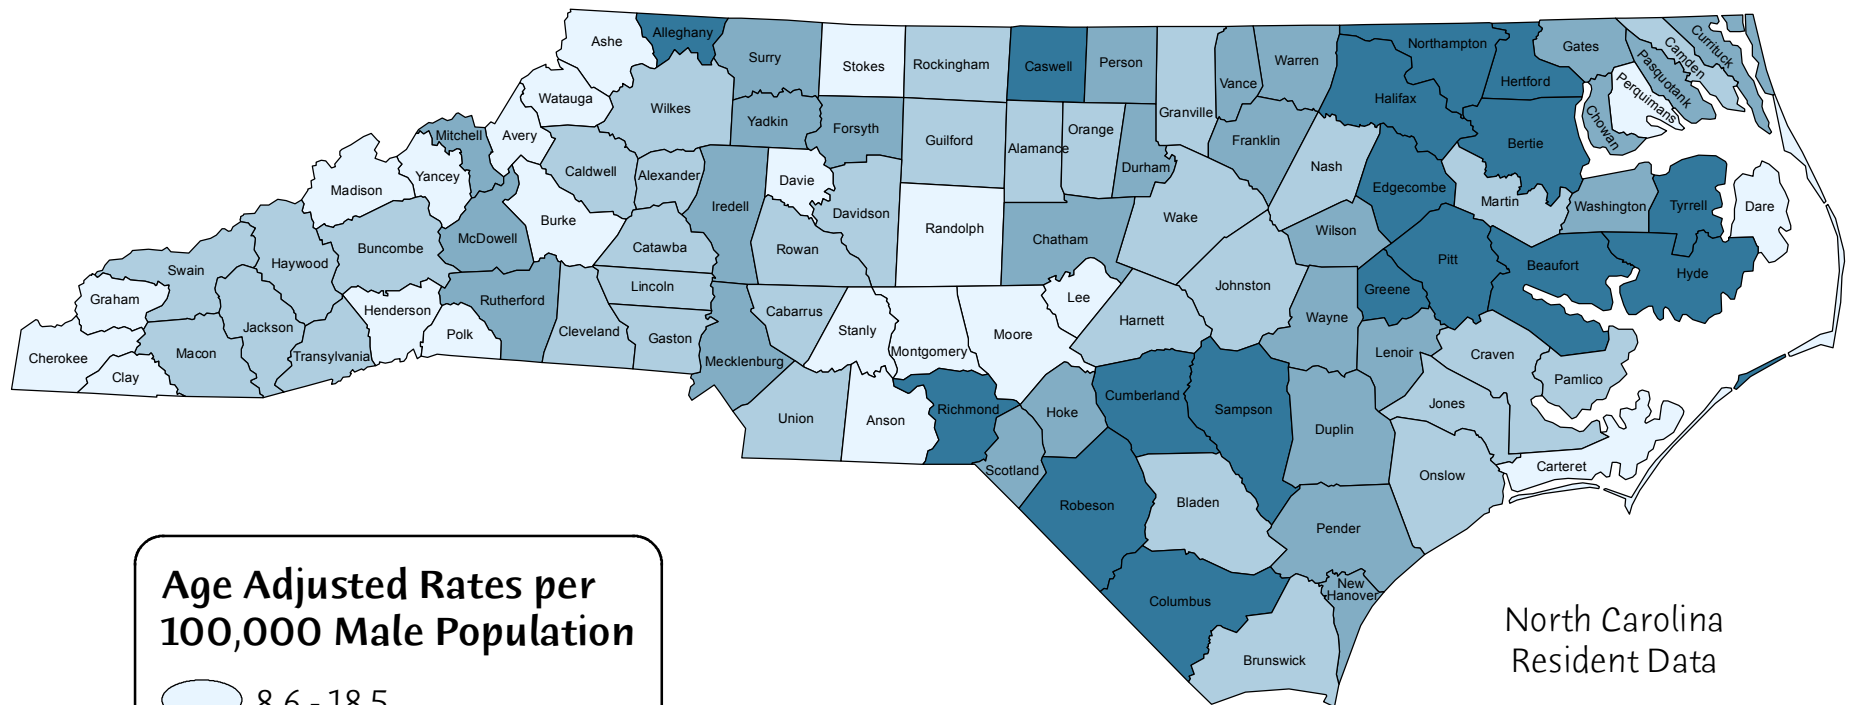 Ashe
Alleghany
Surry
Stokes
Rockingham
Caswell
Person
Granville
Vance
Warren
Northampton
Halifax
Hertford
Gates
Currituck
Camden
Pasquotank
Perquimans
Chowan
Bertie
Watauga
Wilkes
Yadkin
Forsyth
Guilford
Alamance
Orange
Durham
Franklin
Nash
Edgecombe
Martin
Washington
Tyrrell
Dare
Mitchell
Avery
Yancey
Madison
Caldwell
Alexander
Iredell
Davie
Davidson
Randolph
Chatham
Wake
Wilson
Pitt
Beaufort
Hyde
Burke
McDowell
Buncombe
Haywood
Swain
Graham
Catawba
Rowan
Lincoln
Rutherford
Cleveland
Gaston
Cabarrus
Stanly
Montgomery
Moore
Lee
Harnett
Johnston
Wayne
Greene
Lenoir
Craven
Pamlico
Henderson
Polk
Transylvania
Jackson
Macon
Cherokee
Clay
Mecklenburg
Union
Anson
Richmond
Scotland
Hoke
Cumberland
Sampson
Duplin
Jones
Onslow
Carteret
Robeson
Bladen
Pender
Columbus
New
Hanover
Brunswick
Age Adjusted Rates per
100,000 Male Population
8.6 - 18.5
North Carolina
Resident Data